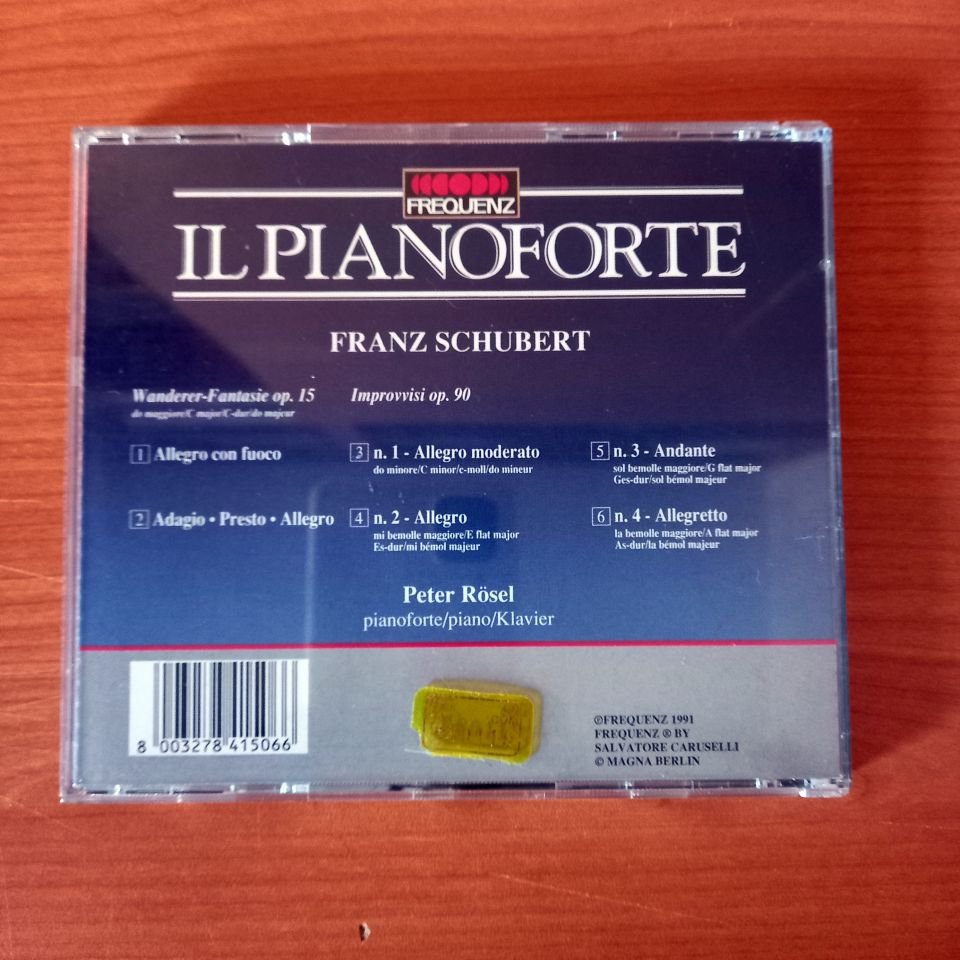 FREQUENZ
IL PIANOFORTE
FRANZ SCHUBERT
Wanderer-Fantasie op. 15
do maggiore/C major/C-dur/do majeur
1 Allegro con fuoco
2 Adagio • Presto • Allegro
Improvvisi op. 90
3 n. 1 - Allegro moderato
do minore/C minor/c-moll/do mineur
4 n. 2 - Allegro
mi bemolle maggiore/E flat major
Es-dur/mi bémol majeur
5 n. 3 - Andante
sol bemolle maggiore/G flat major
Ges-dur/sol bémol majeur
6 n. 4 - Allegretto
la bemolle maggiore/A flat major
As-dur/la bémol majeur
Peter Rösel
pianoforte/piano/Klavier
8 003278 415066
℗FREQUENZ 1991
FREQUENZ ® BY
SALVATORE CARUSELLI
© MAGNA BERLIN